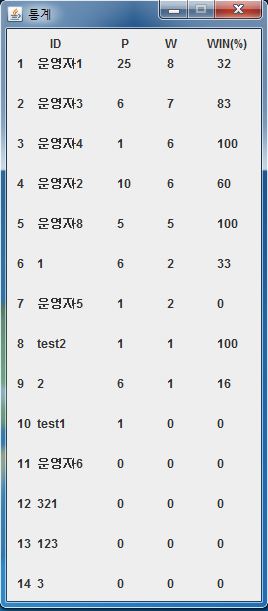 통계
ID P W WIN(%)
1 운영자1 25 8 32
2 운영자3 6 7 83
3 운영자4 1 6 100
4 운영자2 10 6 60
5 운영자8 5 5 100
6 1 6 2 33
7 운영자5 1 2 0
8 test2 1 1 100
9 2 6 1 16
10 test1 1 0 0
11 운영자6 0 0 0
12 321 0 0 0
13 123 0 0 0
14 3 0 0 0